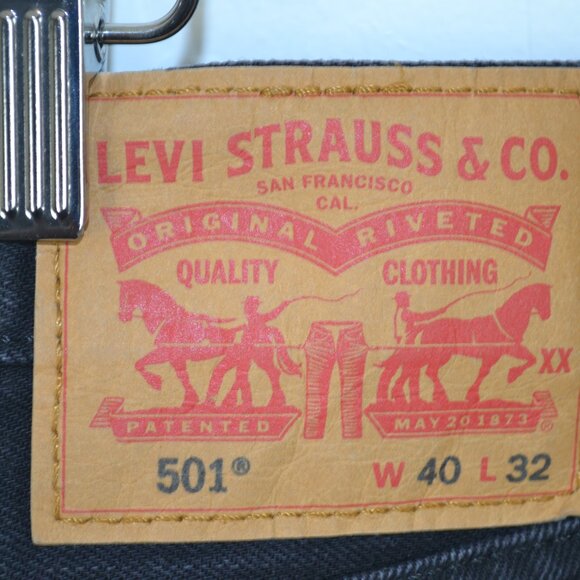 LEVI STRAUSS & CO.
SAN FRANCISCO
CAL.
ORIGINAL RIVETED
QUALITY CLOTHING
XX
PATENTED MAY 20 1873 ®
501® W 40 L 32